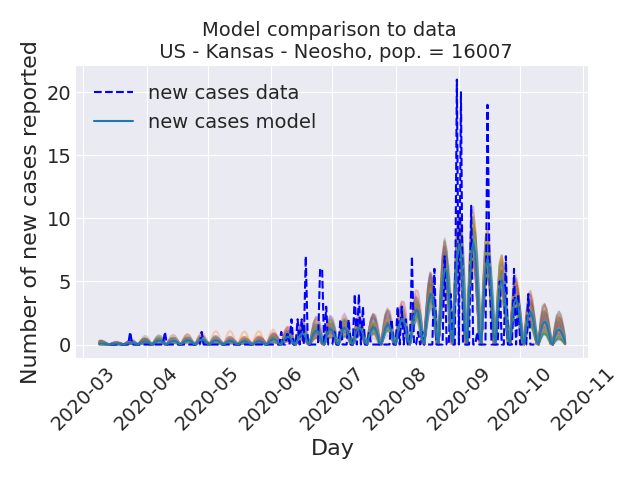 Model comparison to data
US - Kansas - Neosho, pop. = 16007
Number of new cases reported
20
15
10
5
0
new cases data
new cases model
2020-03
2020-04
2020-05
2020-06
2020-07
2020-08
2020-09
2020-10
2020-11
Day